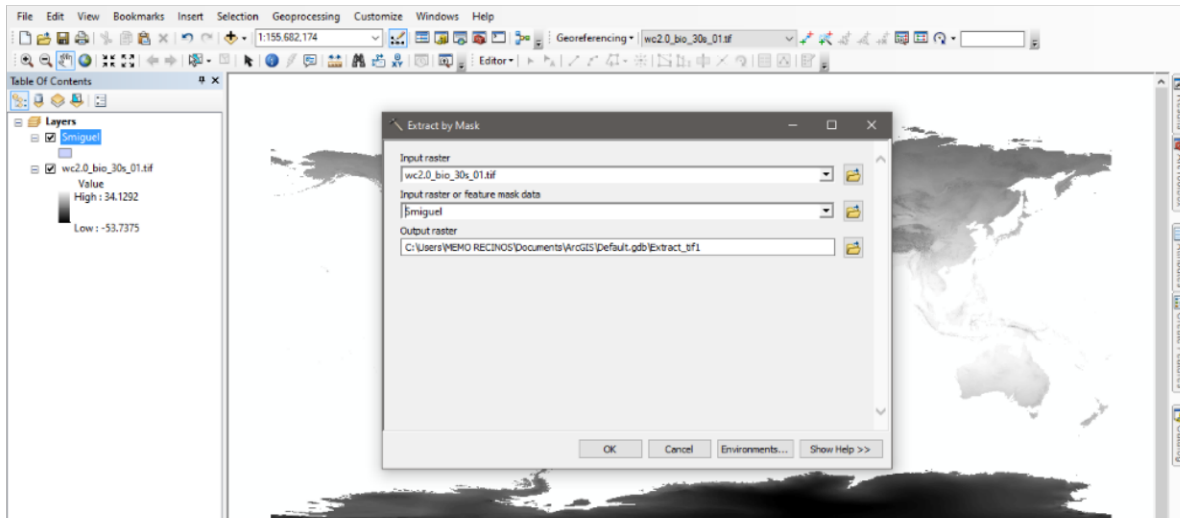 File Edit View Bookmarks Insert Selection Geoprocessing Customize Windows Help
1:155.682,174 Georeferencing wc2.0_bio_30s_01.tif
Editor
Table Of Contents
Layers
Smiguel
wc2.0_bio_30s_01.tif
Value
High : 34.1292
Low : -53.7375
Extract by Mask
Input raster
wc2.0_bio_30s_01.tif
Input raster or feature mask data
Smiguel
Output raster
C:\Users\MEMO RECINOS\Documents\ArcGIS\Default.gdb\Extract_tif1
OK Cancel Environments... Show Help >>